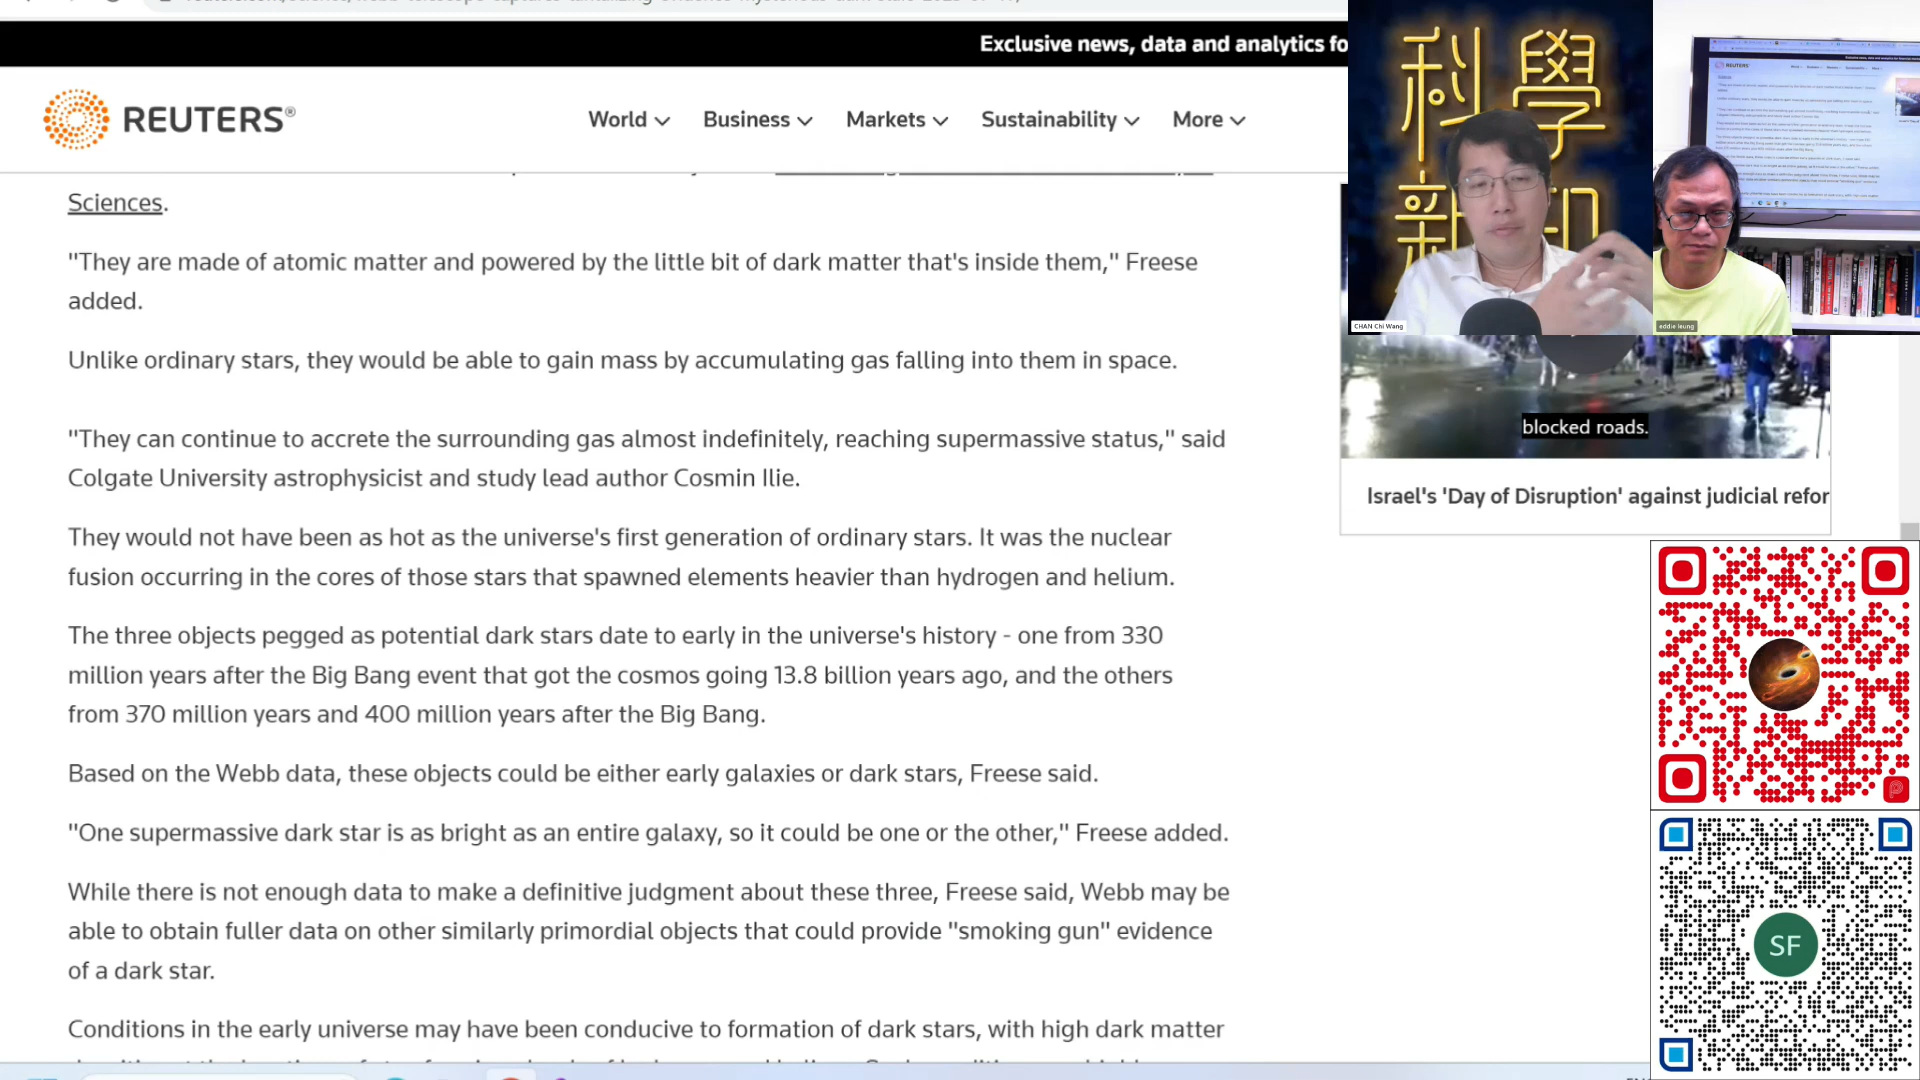 Exclusive news, data and analytics fo
REUTERS®
World
Business
Markets
Sustainability
More
Sciences.
"They are made of atomic matter and powered by the little bit of dark matter that's inside them," Freese
added.
Unlike ordinary stars, they would be able to gain mass by accumulating gas falling into them in space.
"They can continue to accrete the surrounding gas almost indefinitely, reaching supermassive status," said
Colgate University astrophysicist and study lead author Cosmin Ilie.
They would not have been as hot as the universe's first generation of ordinary stars. It was the nuclear
fusion occurring in the cores of those stars that spawned elements heavier than hydrogen and helium.
The three objects pegged as potential dark stars date to early in the universe's history - one from 330
million years after the Big Bang event that got the cosmos going 13.8 billion years ago, and the others
from 370 million years and 400 million years after the Big Bang.
Based on the Webb data, these objects could be either early galaxies or dark stars, Freese said.
"One supermassive dark star is as bright as an entire galaxy, so it could be one or the other," Freese added.
While there is not enough data to make a definitive judgment about these three, Freese said, Webb may be
able to obtain fuller data on other similarly primordial objects that could provide "smoking gun" evidence
of a dark star.
Conditions in the early universe may have been conducive to formation of dark stars, with high dark matter
科學
新知
CHAN Chi Wang
eddie leung
REUTERS
blocked roads.
Israel's 'Day of Disruption' against judicial refor
SF